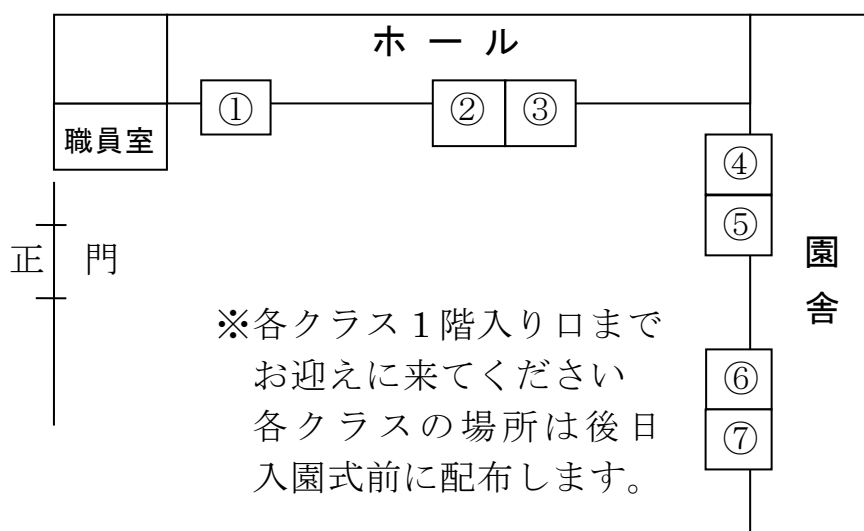 ホール
①
②
③
職員室
④
⑤
正門
園舎
※各クラス１階入り口まで
お迎えに来てください
各クラスの場所は後日
入園式前に配布します。
⑥
⑦